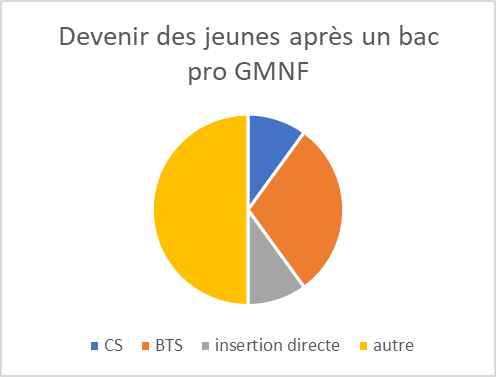 Devenir des jeunes après un bac
pro GMNF
CS BTS insertion directe autre